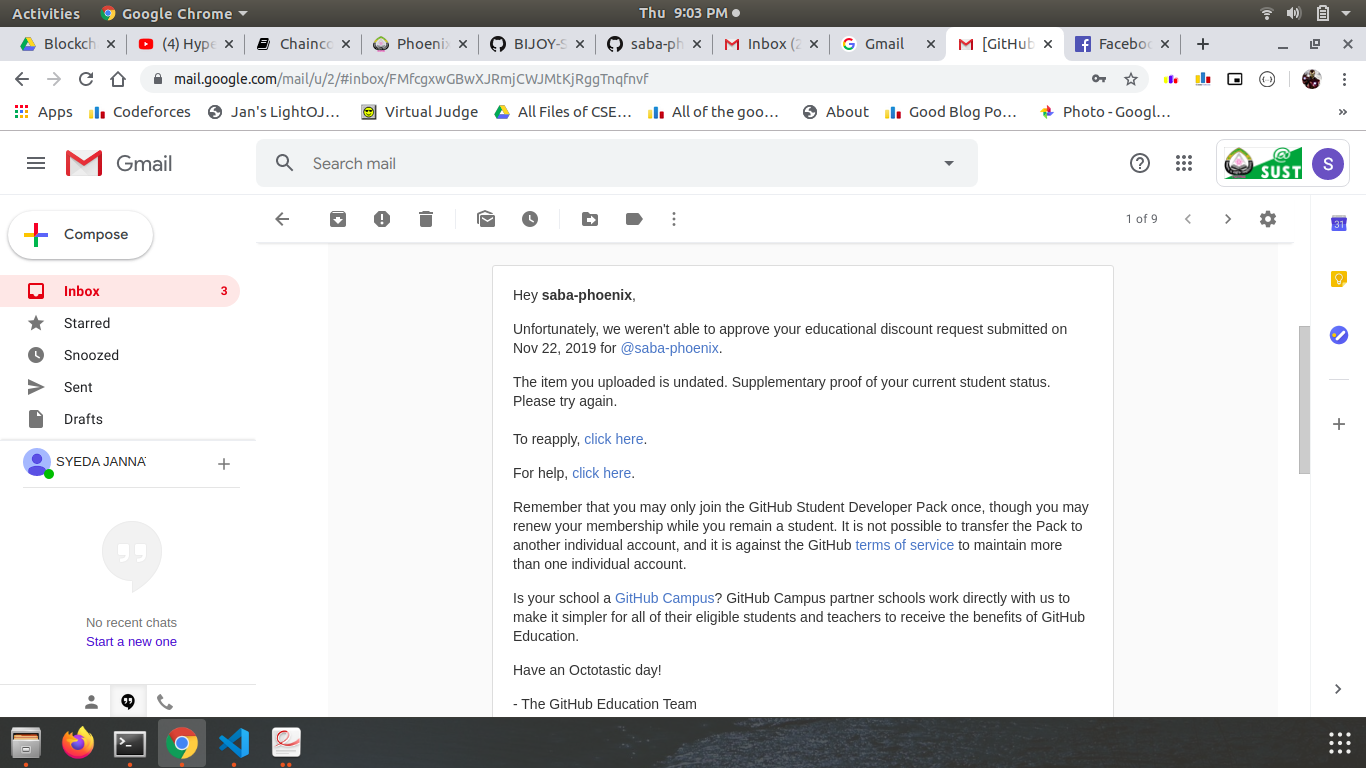 Activities Google Chrome Thu 9:03 PM
Blockch (4) Hype Chainco Phoenix BIJOY-S saba-ph Inbox (2 Gmail [GitHub Faceboo
mail.google.com/mail/u/2/#inbox/FMfcgxwGBwXJRmjCWJMtKjRggTnqfnvf
Apps Codeforces Jan's LightOJ… Virtual Judge All Files of CSE… All of the goo… About Good Blog Po… Photo - Googl… »
Gmail Search mail @ SUST S
Compose 1 of 9 31
Inbox 3
Starred
Snoozed
Sent
Drafts
SYEDA JANNAT
No recent chats
Start a new one
Hey saba-phoenix,
Unfortunately, we weren't able to approve your educational discount request submitted on
Nov 22, 2019 for @saba-phoenix.
The item you uploaded is undated. Supplementary proof of your current student status.
Please try again.
To reapply, click here.
For help, click here.
Remember that you may only join the GitHub Student Developer Pack once, though you may
renew your membership while you remain a student. It is not possible to transfer the Pack to
another individual account, and it is against the GitHub terms of service to maintain more
than one individual account.
Is your school a GitHub Campus? GitHub Campus partner schools work directly with us to
make it simpler for all of their eligible students and teachers to receive the benefits of GitHub
Education.
Have an Octotastic day!
- The GitHub Education Team